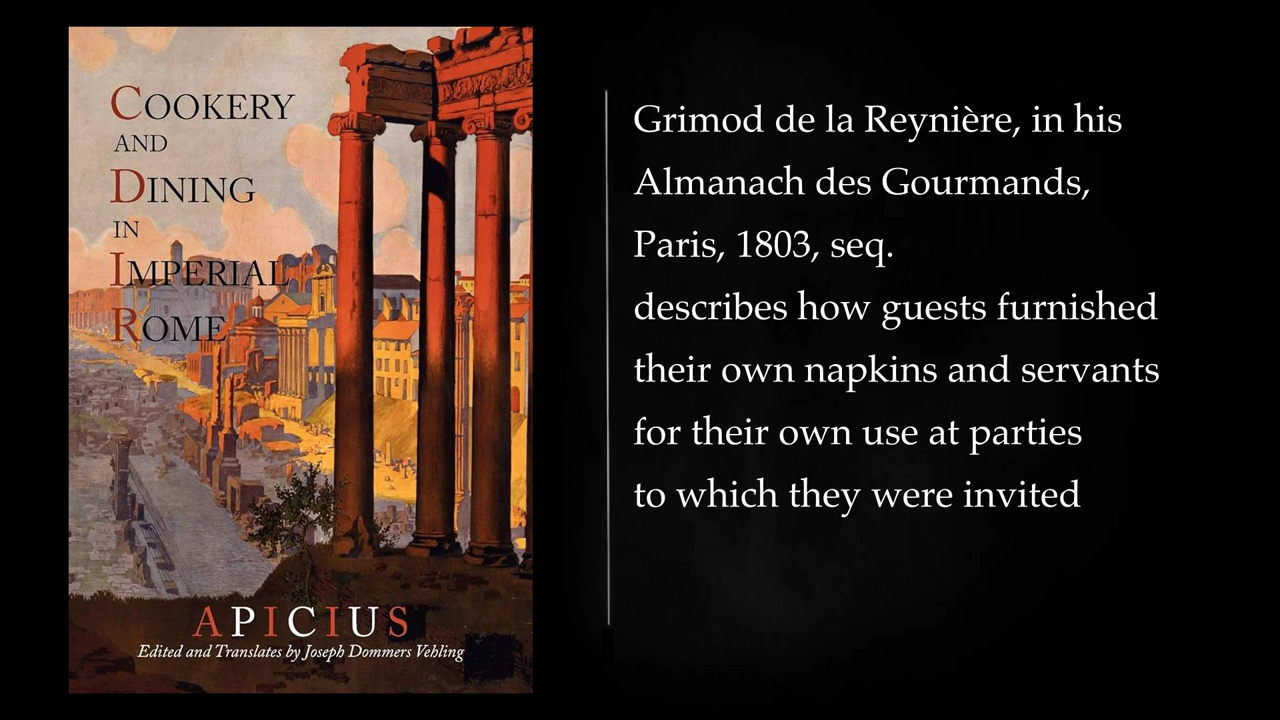 COOKERY
AND
DINING
IN
IMPERIAL
ROME
APICIUS
Edited and Translates by Joseph Dommers Vehling
Grimod de la Reynière, in his
Almanach des Gourmands,
Paris, 1803, seq.
describes how guests furnished
their own napkins and servants
for their own use at parties
to which they were invited